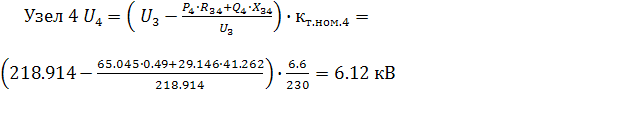 Узел 4 U₄ = ( U₃ − (P₄·R₃₄+Q₄·X₃₄)/U₃ ) · к_т.ном.4 =
(218.914 − (65.045·0.49+29.146·41.262)/218.914) · 6.6/230 = 6.12 кВ